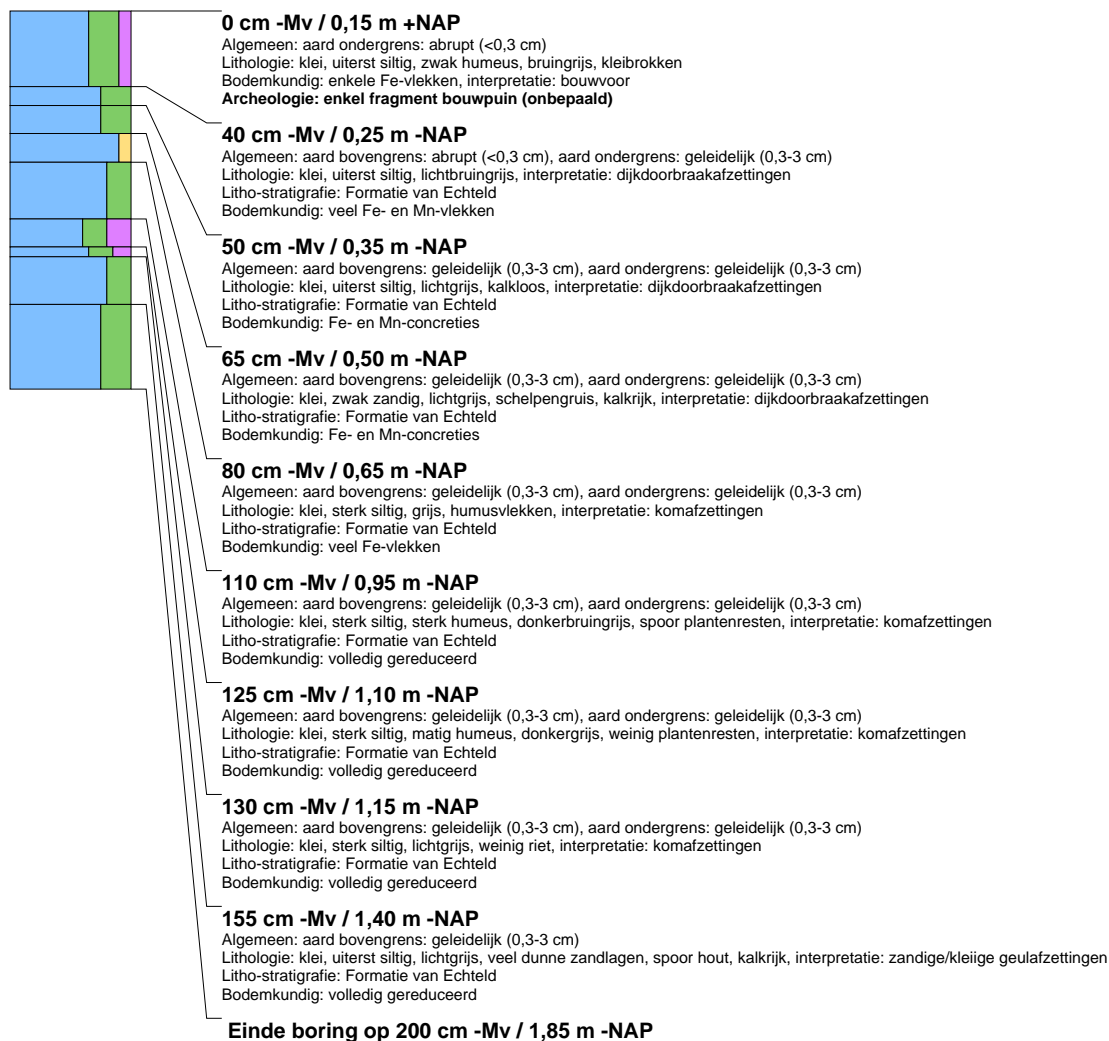 0 cm -Mv / 0,15 m +NAP
Algemeen: aard ondergrens: abrupt (<0,3 cm)
Lithologie: klei, uiterst siltig, zwak humeus, bruingrijs, kleibrokken
Bodemkundig: enkele Fe-vlekken, interpretatie: bouwvoor
Archeologie: enkel fragment bouwpuin (onbepaald)
40 cm -Mv / 0,25 m -NAP
Algemeen: aard bovengrens: abrupt (<0,3 cm), aard ondergrens: geleidelijk (0,3-3 cm)
Lithologie: klei, uiterst siltig, lichtbruingrijs, interpretatie: dijkdoorbraakafzettingen
Litho-stratigrafie: Formatie van Echteld
Bodemkundig: veel Fe- en Mn-vlekken
50 cm -Mv / 0,35 m -NAP
Algemeen: aard bovengrens: geleidelijk (0,3-3 cm), aard ondergrens: geleidelijk (0,3-3 cm)
Lithologie: klei, uiterst siltig, lichtgrijs, kalkloos, interpretatie: dijkdoorbraakafzettingen
Litho-stratigrafie: Formatie van Echteld
Bodemkundig: Fe- en Mn-concreties
65 cm -Mv / 0,50 m -NAP
Algemeen: aard bovengrens: geleidelijk (0,3-3 cm), aard ondergrens: geleidelijk (0,3-3 cm)
Lithologie: klei, zwak zandig, lichtgrijs, schelpengruis, kalkrijk, interpretatie: dijkdoorbraakafzettingen
Litho-stratigrafie: Formatie van Echteld
Bodemkundig: Fe- en Mn-concreties
80 cm -Mv / 0,65 m -NAP
Algemeen: aard bovengrens: geleidelijk (0,3-3 cm), aard ondergrens: geleidelijk (0,3-3 cm)
Lithologie: klei, sterk siltig, grijs, humusvlekken, interpretatie: komafzettingen
Litho-stratigrafie: Formatie van Echteld
Bodemkundig: veel Fe-vlekken
110 cm -Mv / 0,95 m -NAP
Algemeen: aard bovengrens: geleidelijk (0,3-3 cm), aard ondergrens: geleidelijk (0,3-3 cm)
Lithologie: klei, sterk siltig, sterk humeus, donkerbruingrijs, spoor plantenresten, interpretatie: komafzettingen
Litho-stratigrafie: Formatie van Echteld
Bodemkundig: volledig gereduceerd
125 cm -Mv / 1,10 m -NAP
Algemeen: aard bovengrens: geleidelijk (0,3-3 cm), aard ondergrens: geleidelijk (0,3-3 cm)
Lithologie: klei, sterk siltig, matig humeus, donkergrijs, weinig plantenresten, interpretatie: komafzettingen
Litho-stratigrafie: Formatie van Echteld
Bodemkundig: volledig gereduceerd
130 cm -Mv / 1,15 m -NAP
Algemeen: aard bovengrens: geleidelijk (0,3-3 cm), aard ondergrens: geleidelijk (0,3-3 cm)
Lithologie: klei, sterk siltig, lichtgrijs, weinig riet, interpretatie: komafzettingen
Litho-stratigrafie: Formatie van Echteld
Bodemkundig: volledig gereduceerd
155 cm -Mv / 1,40 m -NAP
Algemeen: aard bovengrens: geleidelijk (0,3-3 cm)
Lithologie: klei, uiterst siltig, lichtgrijs, veel dunne zandlagen, spoor hout, kalkrijk, interpretatie: zandige/kleiige geulafzettingen
Litho-stratigrafie: Formatie van Echteld
Bodemkundig: volledig gereduceerd
Einde boring op 200 cm -Mv / 1,85 m -NAP